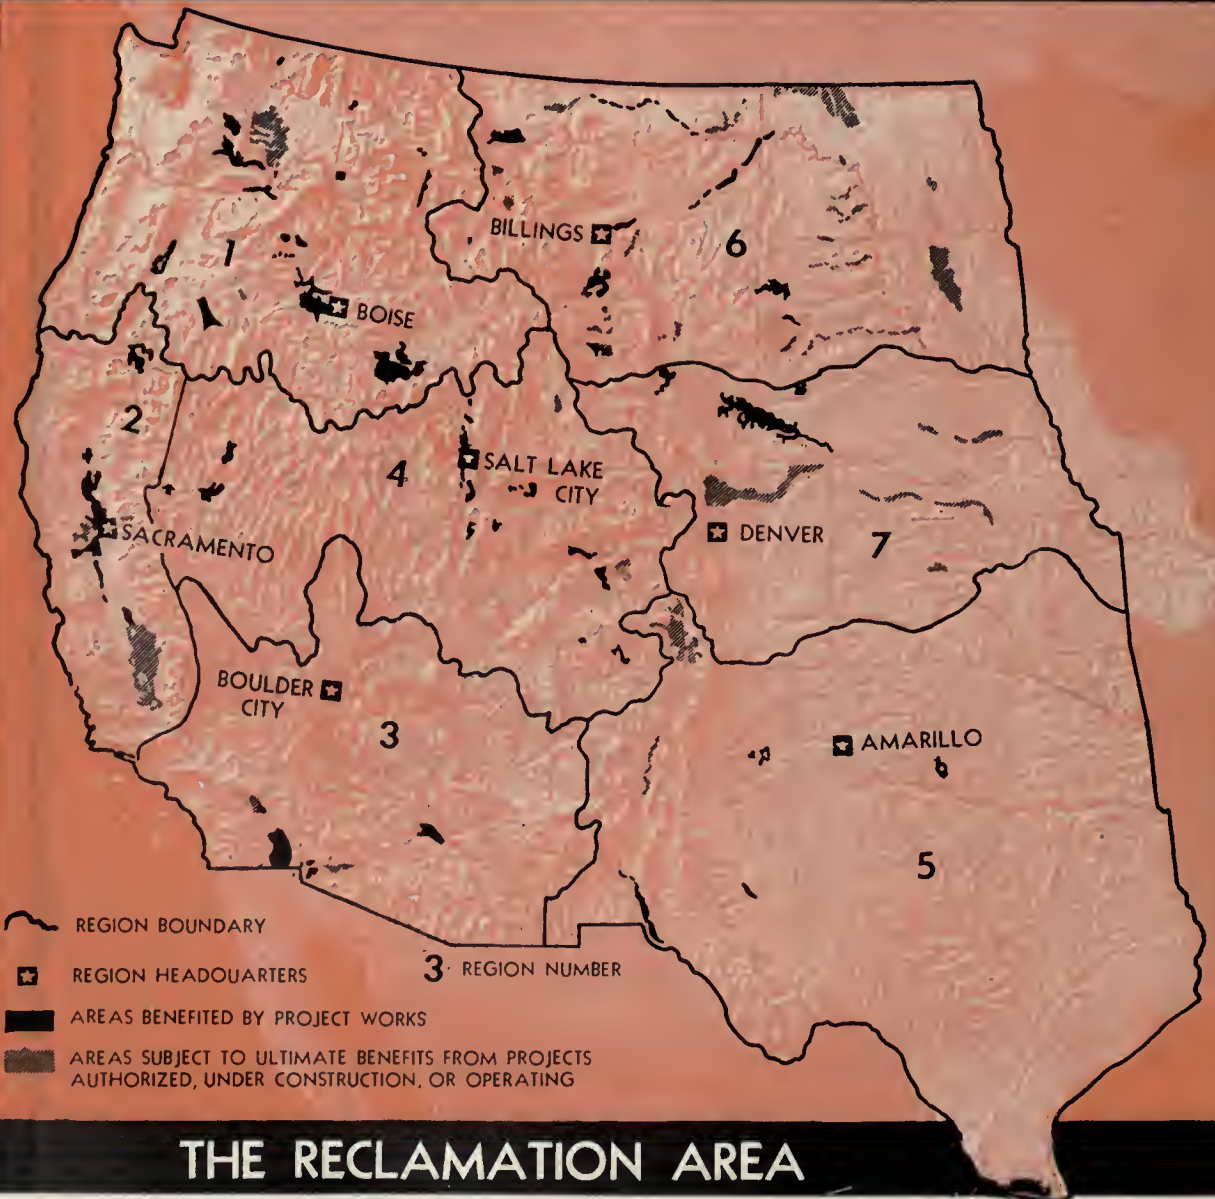 BILLINGS
6
1
BOISE
2
4
SALT LAKE
CITY
SACRAMENTO
DENVER
7
BOULDER
CITY
3
AMARILLO
5
REGION BOUNDARY
REGION HEADQUARTERS
3 REGION NUMBER
AREAS BENEFITED BY PROJECT WORKS
AREAS SUBJECT TO ULTIMATE BENEFITS FROM PROJECTS
AUTHORIZED, UNDER CONSTRUCTION, OR OPERATING
THE RECLAMATION AREA